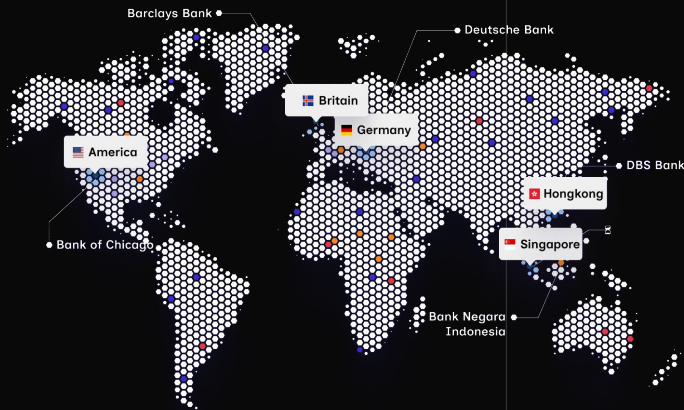 Barclays Bank
Deutsche Bank
Britain
Germany
America
DBS Bank
Hongkong
Bank of Chicago
Singapore
Bank Negara
Indonesia